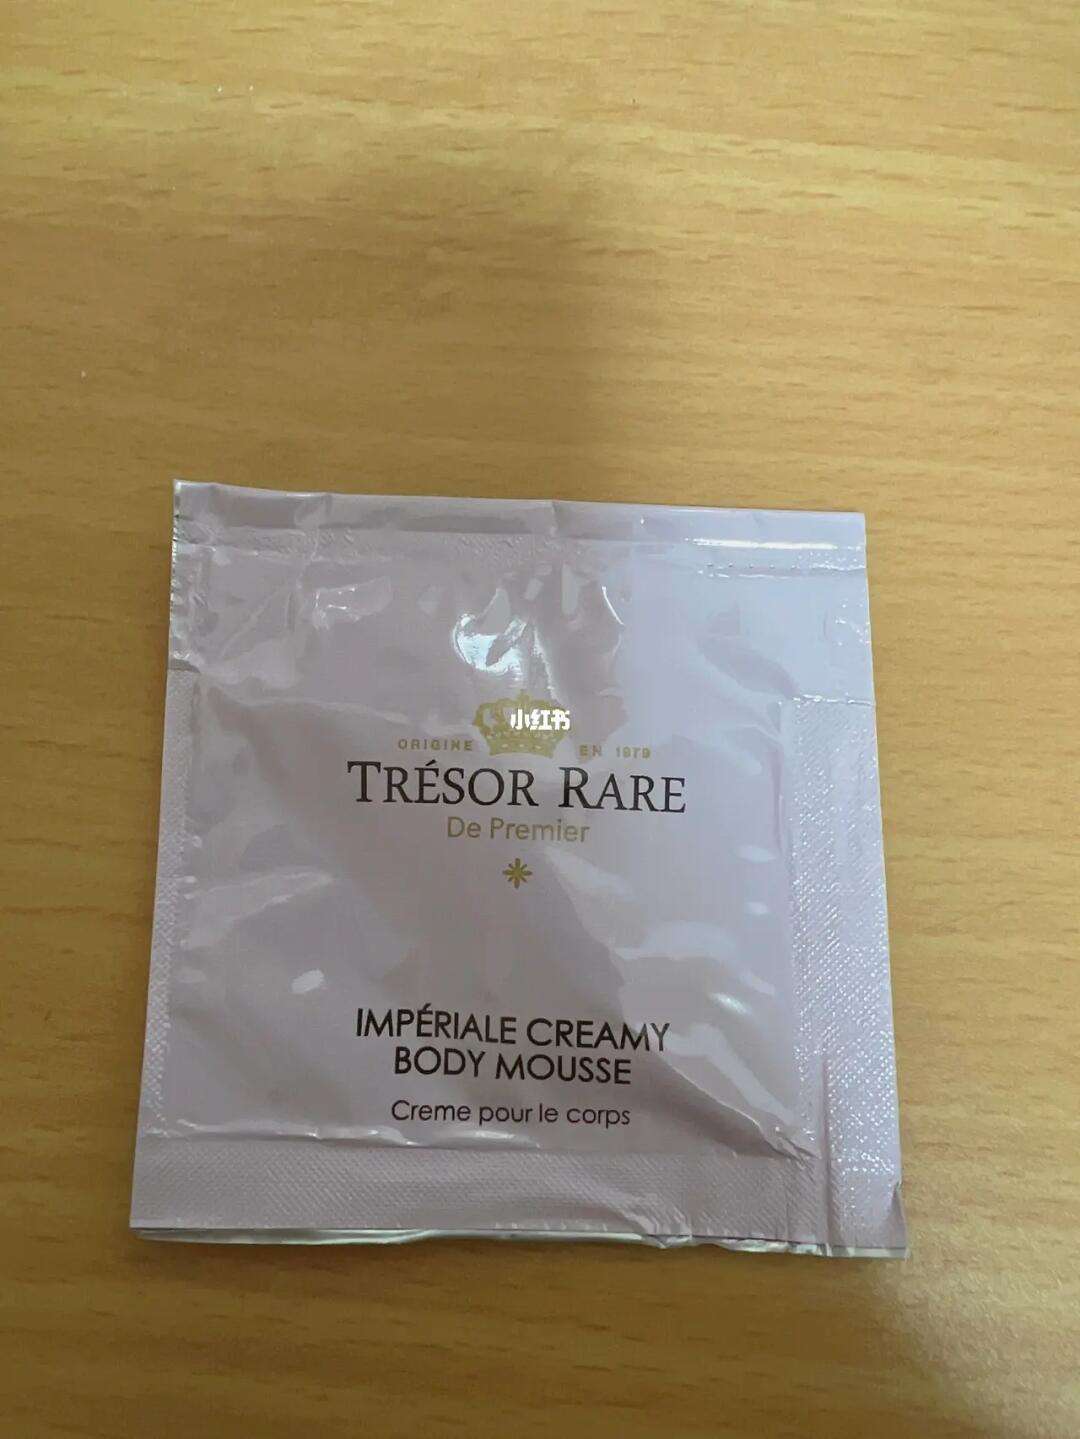 小红书
ORIGINE EN 1979
TRÉSOR RARE
De Premier
IMPÉRIALE CREAMY
BODY MOUSSE
Creme pour le corps